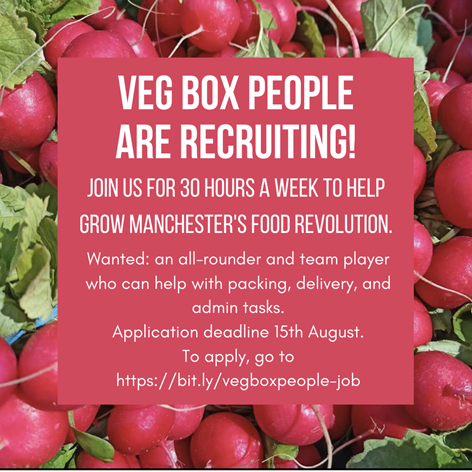 VEG BOX PEOPLE
ARE RECRUITING!
JOIN US FOR 30 HOURS A WEEK TO HELP
GROW MANCHESTER'S FOOD REVOLUTION.
Wanted: an all-rounder and team player
who can help with packing, delivery, and
admin tasks.
Application deadline 15th August.
To apply, go to
https://bit.ly/vegboxpeople-job